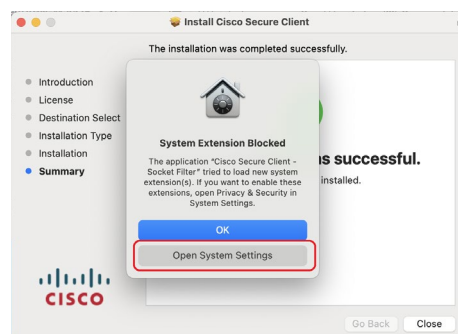 Install Cisco Secure Client
The installation was completed successfully.
Introduction
License
Destination Select
Installation Type
Installation
Summary
System Extension Blocked
The application "Cisco Secure Client -
Socket Filter" tried to load new system
extension(s). If you want to enable these
extensions, open Privacy & Security in
System Settings.
OK
Open System Settings
successful.
installed.
CISCO
Go Back
Close